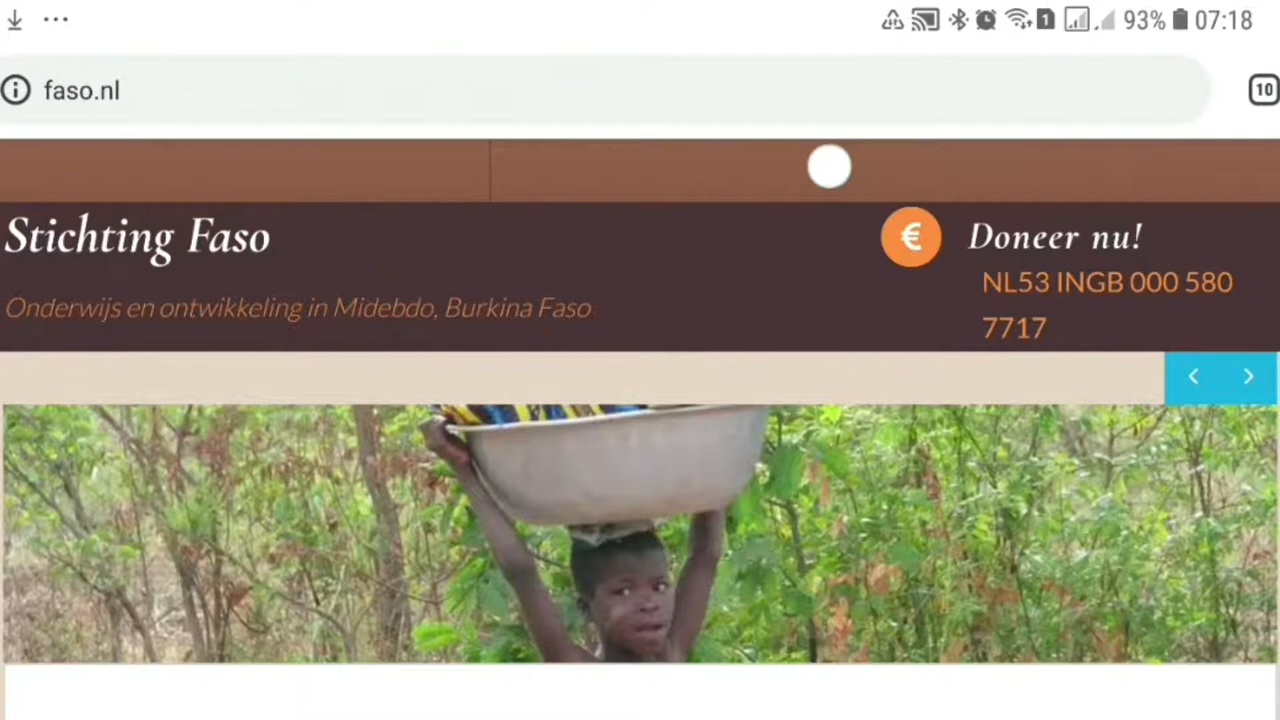 93% 07:18
faso.nl
10
Stichting Faso
€ Doneer nu!
NL53 INGB 000 580
7717
Onderwijs en ontwikkeling in Midebdo, Burkina Faso